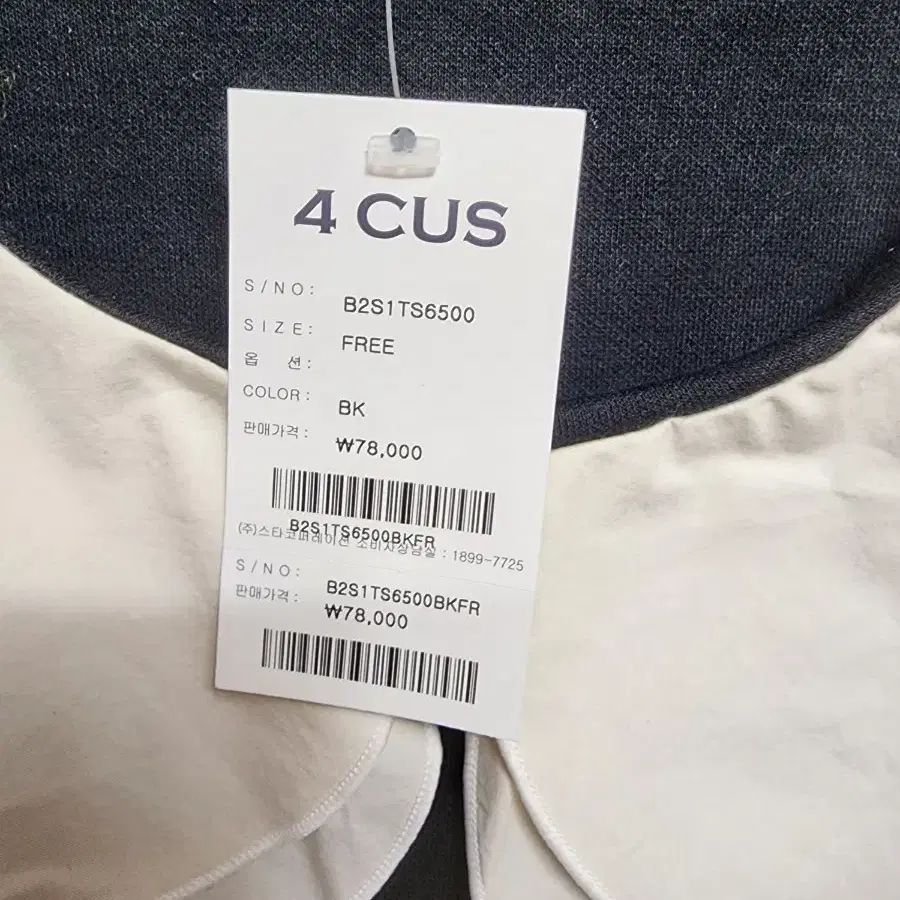 4 CUS
S/NO: B2S1TS6500
SIZE: FREE
옵 션:
COLOR: BK
판매가격: ₩78,000
B2S1TS6500BKFR
(주)스타코퍼레이션 소비자상담실 : 1899-7725
S/NO: B2S1TS6500BKFR
판매가격: ₩78,000